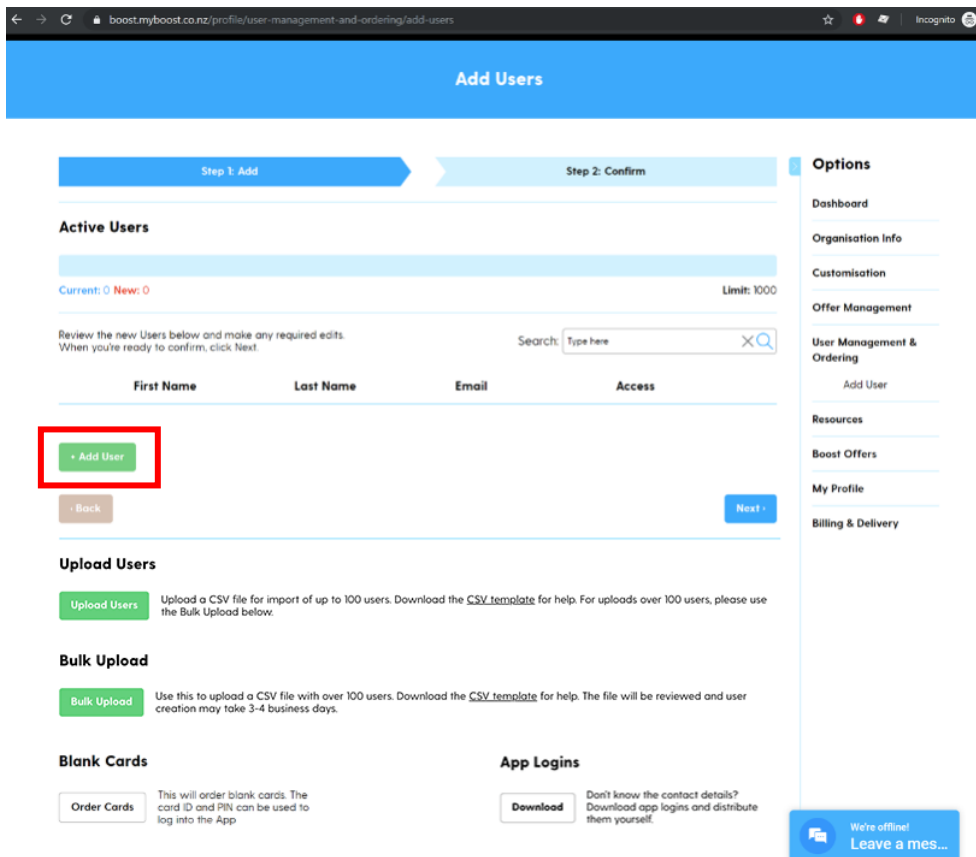 boost.myboost.co.nz/profile/user-management-and-ordering/add-users
Incognito
Add Users
Step 1: Add
Step 2: Confirm
Active Users
Current: 0 New: 0
Limit: 1000
Review the new Users below and make any required edits.
When you're ready to confirm, click Next.
Search:
Type here
First Name
Last Name
Email
Access
+ Add User
‹ Back
Next ›
Upload Users
Upload Users
Upload a CSV file for import of up to 100 users. Download the CSV template for help. For uploads over 100 users, please use
the Bulk Upload below.
Bulk Upload
Bulk Upload
Use this to upload a CSV file with over 100 users. Download the CSV template for help. The file will be reviewed and user
creation may take 3-4 business days.
Blank Cards
Order Cards
This will order blank cards. The
card ID and PIN can be used to
log into the App
App Logins
Download
Don't know the contact details?
Download app logins and distribute
them yourself.
Options
Dashboard
Organisation Info
Customisation
Offer Management
User Management &
Ordering
Add User
Resources
Boost Offers
My Profile
Billing & Delivery
We're offline!
Leave a mes...